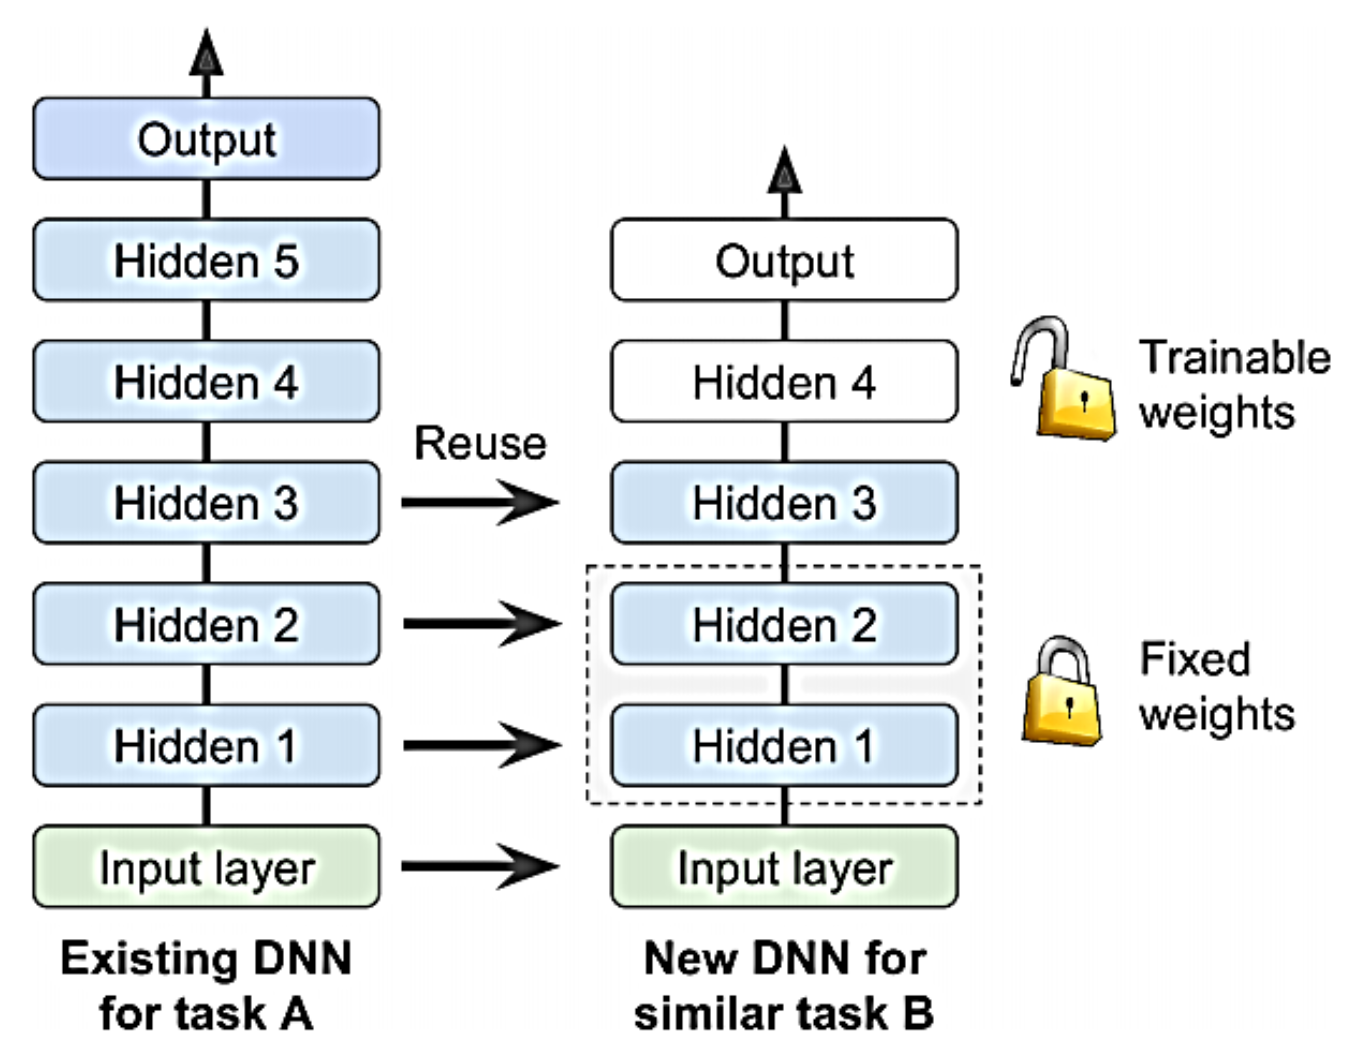 Output
Hidden 5
Hidden 4
Hidden 3
Hidden 2
Hidden 1
Input layer
Existing DNN
for task A
Reuse
Output
Hidden 4
Hidden 3
Hidden 2
Hidden 1
Input layer
New DNN for
similar task B
Trainable
weights
Fixed
weights